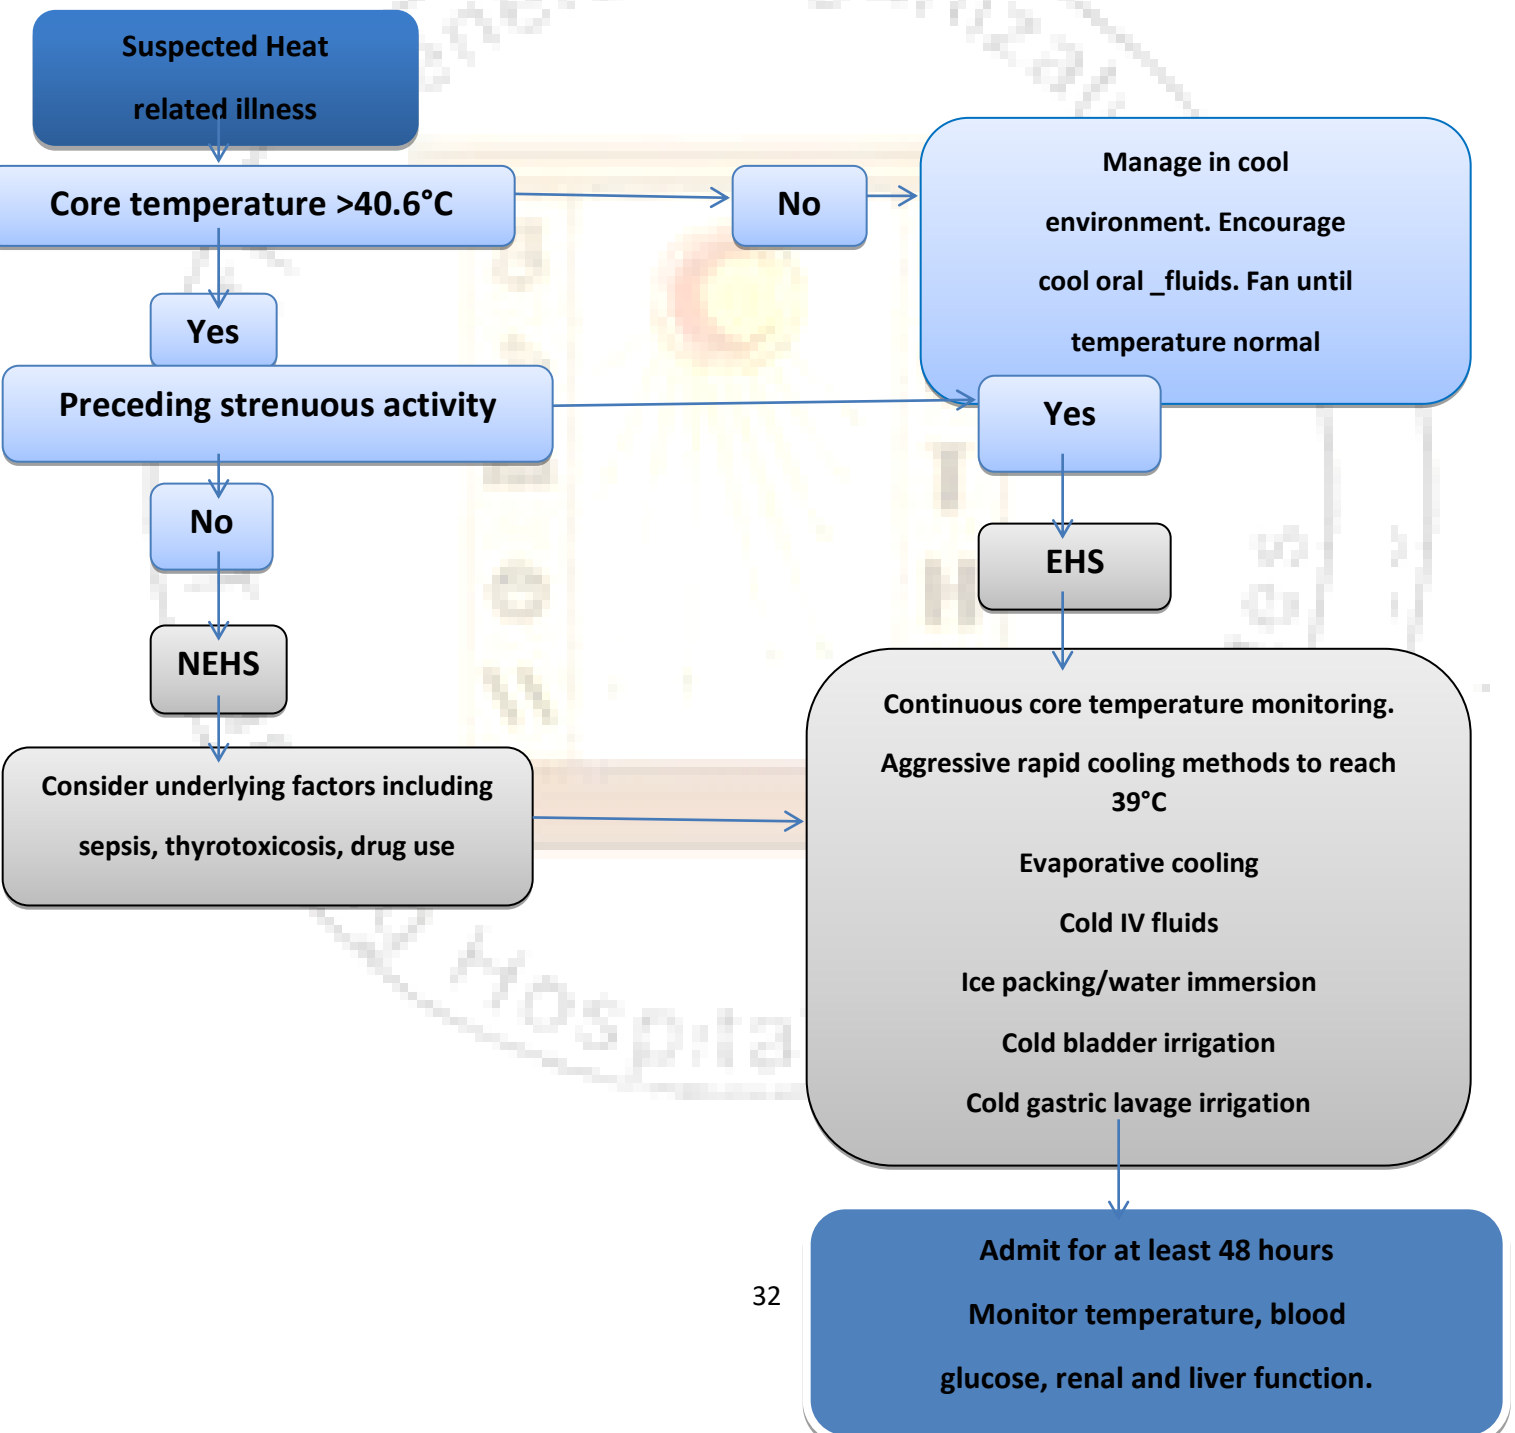 Suspected Heat
related illness
Core temperature >40.6°C
No
Manage in cool
environment. Encourage
cool oral _fluids. Fan until
temperature normal
Yes
Preceding strenuous activity
Yes
No
EHS
NEHS
Consider underlying factors including
sepsis, thyrotoxicosis, drug use
Continuous core temperature monitoring.
Aggressive rapid cooling methods to reach
39°C
Evaporative cooling
Cold IV fluids
Ice packing/water immersion
Cold bladder irrigation
Cold gastric lavage irrigation
Admit for at least 48 hours
Monitor temperature, blood
glucose, renal and liver function.
32
Hospita